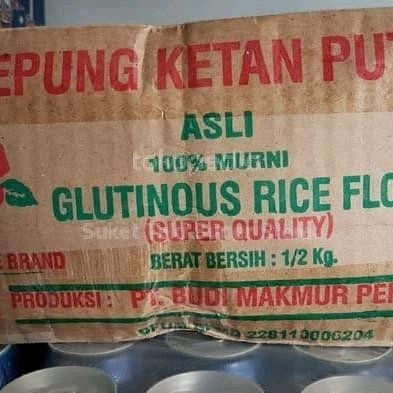 EPUNG KETAN PUT
ASLI
100% MURNI
GLUTINOUS RICE FLO
(SUPER QUALITY)
E BRAND
BERAT BERSIH : 1/2 Kg.
PRODUKSI : PT. BUDI MAKMUR PE
228110006204